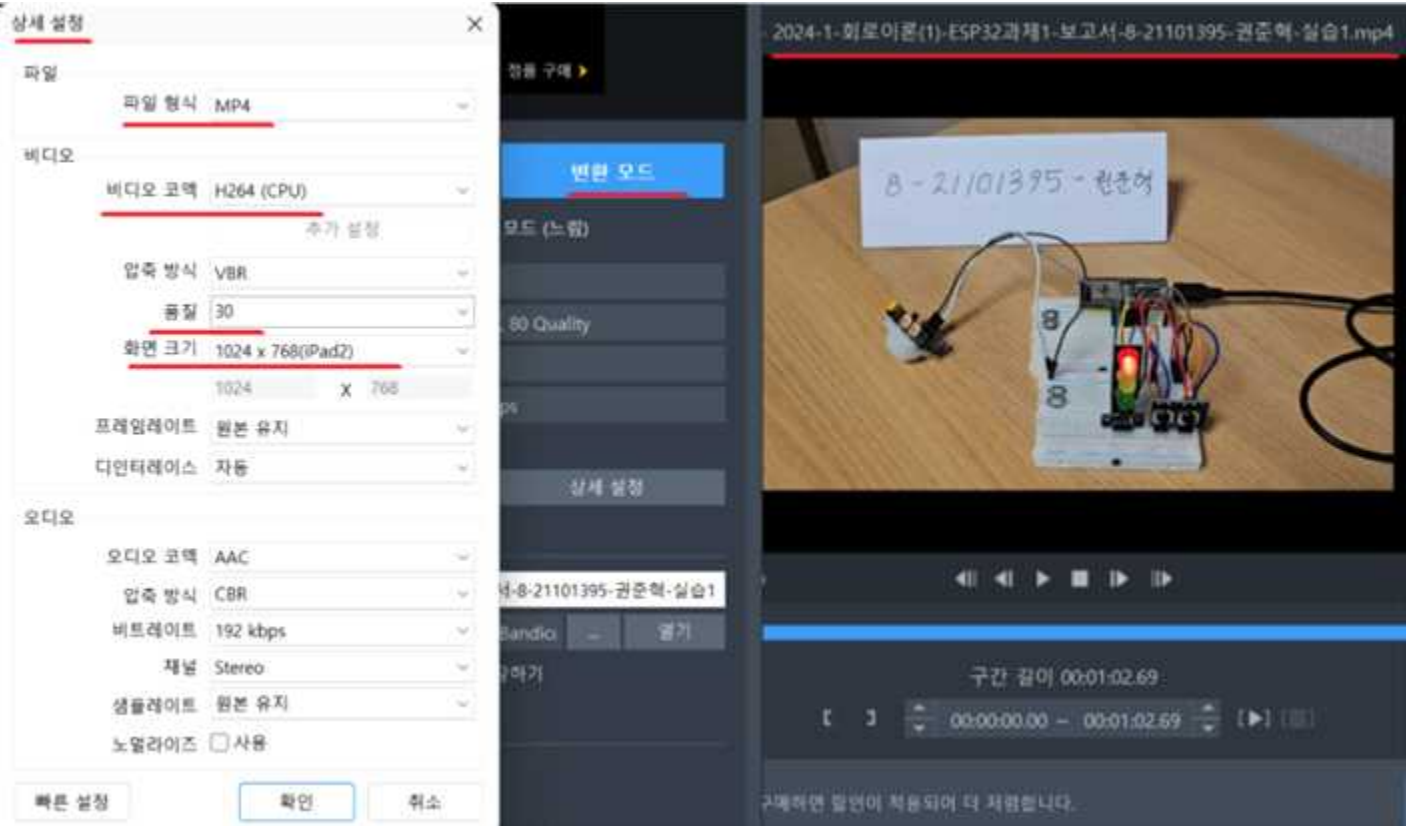 상세 설정
파일
파일 형식 MP4
비디오
비디오 코덱 H264 (CPU)
추가 설정
압축 방식 VBR
품질 30
화면 크기 1024 x 768(iPad2)
1024 X 768
프레임레이트 원본 유지
디인터레이스 자동
오디오
오디오 코덱 AAC
압축 방식 CBR
비트레이트 192 kbps
채널 Stereo
샘플레이트 원본 유지
노멀라이즈 사용
빠른 설정 확인 취소
정품 구매
변환 모드
모드 (느림)
80 Quality
상세 설정
-8-21101395-권준혁-실습1
... 열기
하기
2024-1-회로이론(1)-ESP32과제1-보고서-8-21101395-권준혁-실습1.mp4
8 - 21101395 - 권준혁
구간 길이 00:01:02.69
00:00:00.00 ~ 00:01:02.69
구매하면 할인이 적용되어 더 저렴합니다.